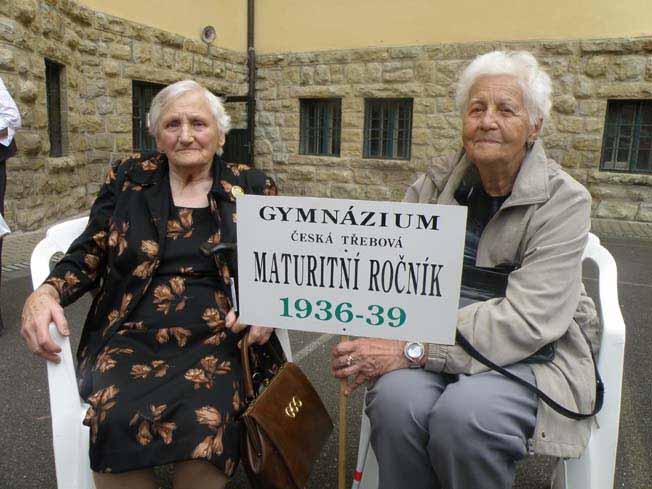 GYMNÁZIUM
ČESKÁ TŘEBOVÁ
MATURITNÍ ROČNÍK
1936-39